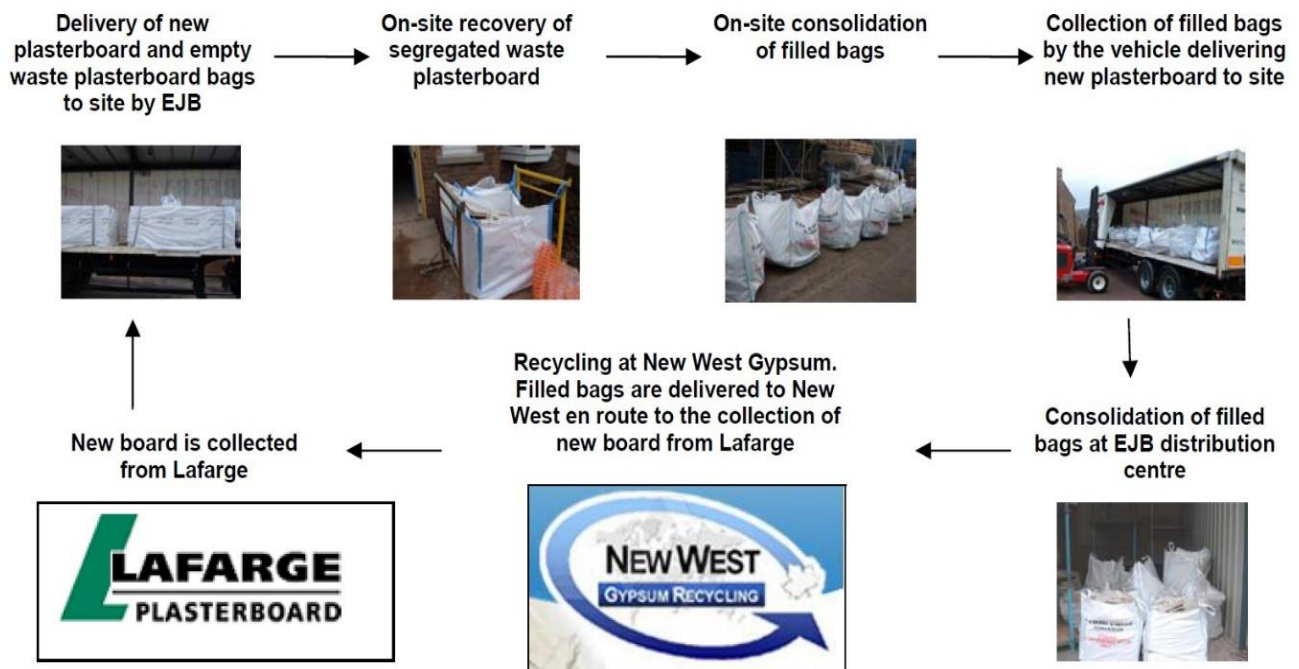 Delivery of new
plasterboard and empty
waste plasterboard bags
to site by EJB
On-site recovery of
segregated waste
plasterboard
On-site consolidation
of filled bags
Collection of filled bags
by the vehicle delivering
new plasterboard to site
Recycling at New West Gypsum.
Filled bags are delivered to New
West en route to the collection of
new board from Lafarge
New board is collected
from Lafarge
Consolidation of filled
bags at EJB distribution
centre
LAFARGE
PLASTERBOARD
NEW WEST
GYPSUM RECYCLING